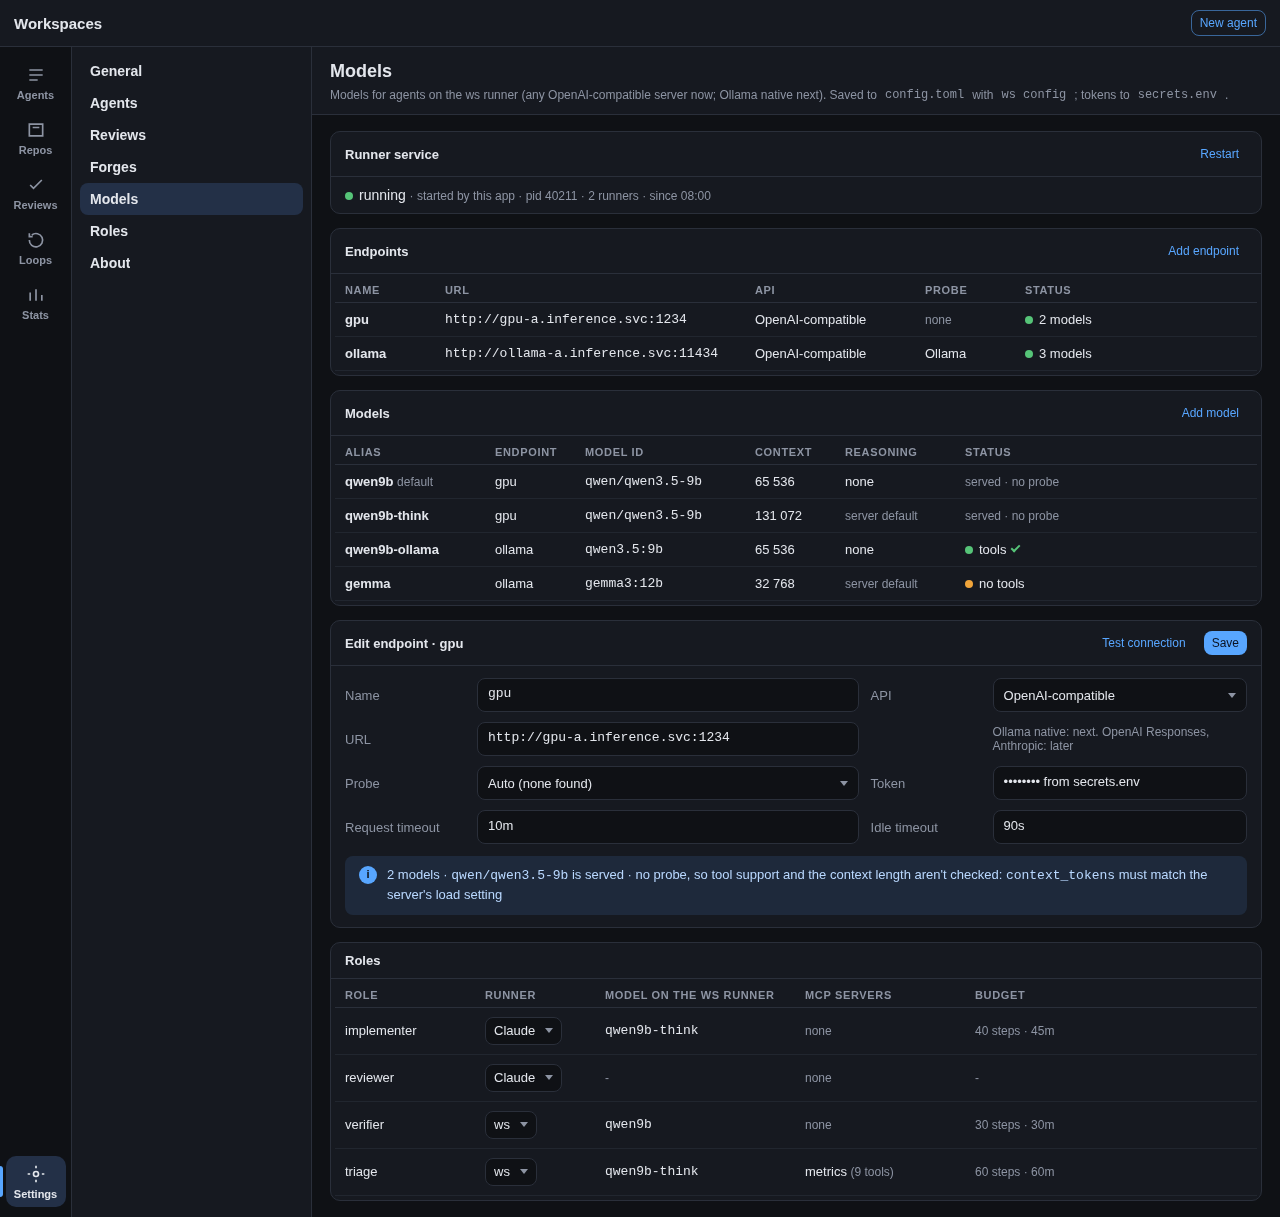 Workspaces
New agent
Agents
Repos
Reviews
Loops
Stats
Settings
General
Agents
Reviews
Forges
Models
Roles
About
Models
Models for agents on the ws runner (any OpenAI-compatible server now; Ollama native next). Saved to config.toml with ws config ; tokens to secrets.env .
Runner service
Restart
running · started by this app · pid 40211 · 2 runners · since 08:00
Endpoints
Add endpoint
NAME URL API PROBE STATUS
gpu http://gpu-a.inference.svc:1234 OpenAI-compatible none 2 models
ollama http://ollama-a.inference.svc:11434 OpenAI-compatible Ollama 3 models
Models
Add model
ALIAS ENDPOINT MODEL ID CONTEXT REASONING STATUS
qwen9b default gpu qwen/qwen3.5-9b 65 536 none served · no probe
qwen9b-think gpu qwen/qwen3.5-9b 131 072 server default served · no probe
qwen9b-ollama ollama qwen3.5:9b 65 536 none tools ✓
gemma ollama gemma3:12b 32 768 server default no tools
Edit endpoint · gpu
Test connection
Save
Name gpu API OpenAI-compatible
URL http://gpu-a.inference.svc:1234
Ollama native: next. OpenAI Responses,
Anthropic: later
Probe Auto (none found) Token •••••••• from secrets.env
Request timeout 10m Idle timeout 90s
i 2 models · qwen/qwen3.5-9b is served · no probe, so tool support and the context length aren't checked: context_tokens must match the
server's load setting
Roles
ROLE RUNNER MODEL ON THE WS RUNNER MCP SERVERS BUDGET
implementer Claude qwen9b-think none 40 steps · 45m
reviewer Claude - none -
verifier ws qwen9b none 30 steps · 30m
triage ws qwen9b-think metrics (9 tools) 60 steps · 60m